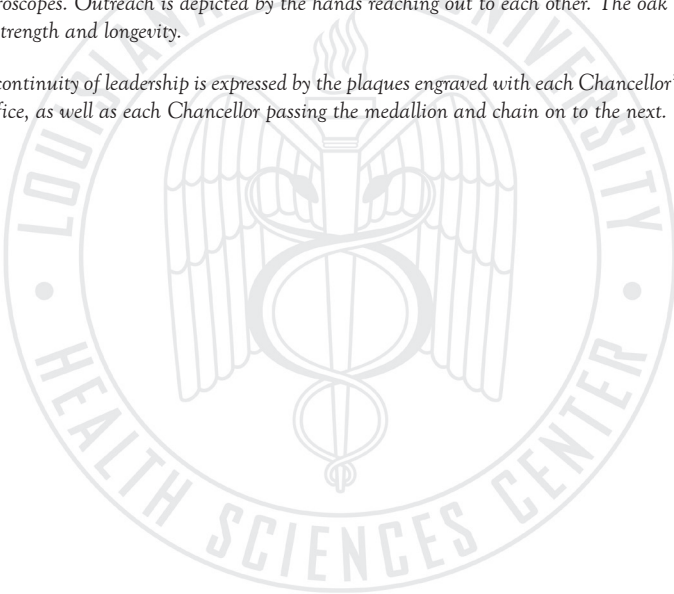 roscopes. Outreach is depicted by the hands reaching out to each other. The oak
trength and longevity.
continuity of leadership is expressed by the plaques engraved with each Chancellor'
fice, as well as each Chancellor passing the medallion and chain on to the next.
LOUISIANA
UNIVERSITY
HEALTH SCIENCES CENTER